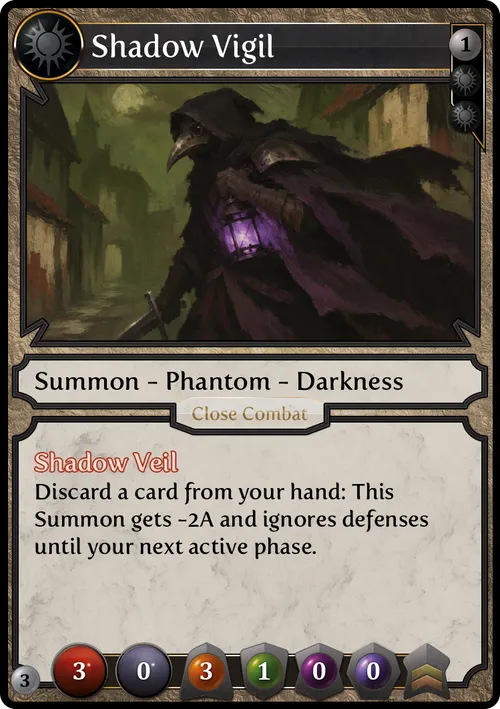 Shadow Vigil
1
Summon - Phantom - Darkness
Close Combat
Shadow Veil
Discard a card from your hand: This
Summon gets -2A and ignores defenses
until your next active phase.
3
3* 0* 3 1 0 0